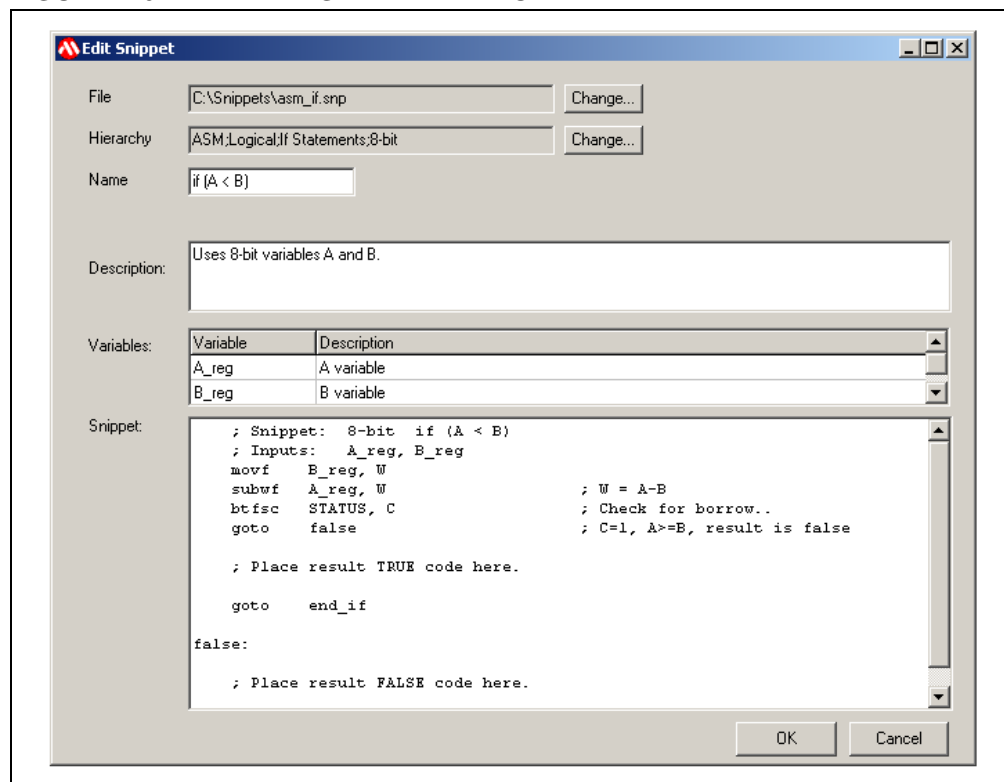 Edit Snippet
File C:\Snippets\asm_if.snp Change...
Hierarchy ASM;Logical;If Statements;8-bit Change...
Name if (A < B)
Description: Uses 8-bit variables A and B.
Variables: Variable Description
A_reg A variable
B_reg B variable
Snippet: ; Snippet: 8-bit if (A < B)
; Inputs: A_reg, B_reg
movf B_reg, W
subwf A_reg, W ; W = A-B
btfsc STATUS, C ; Check for borrow..
goto false ; C=1, A>=B, result is false
; Place result TRUE code here.
goto end_if
false:
; Place result FALSE code here.
OK Cancel